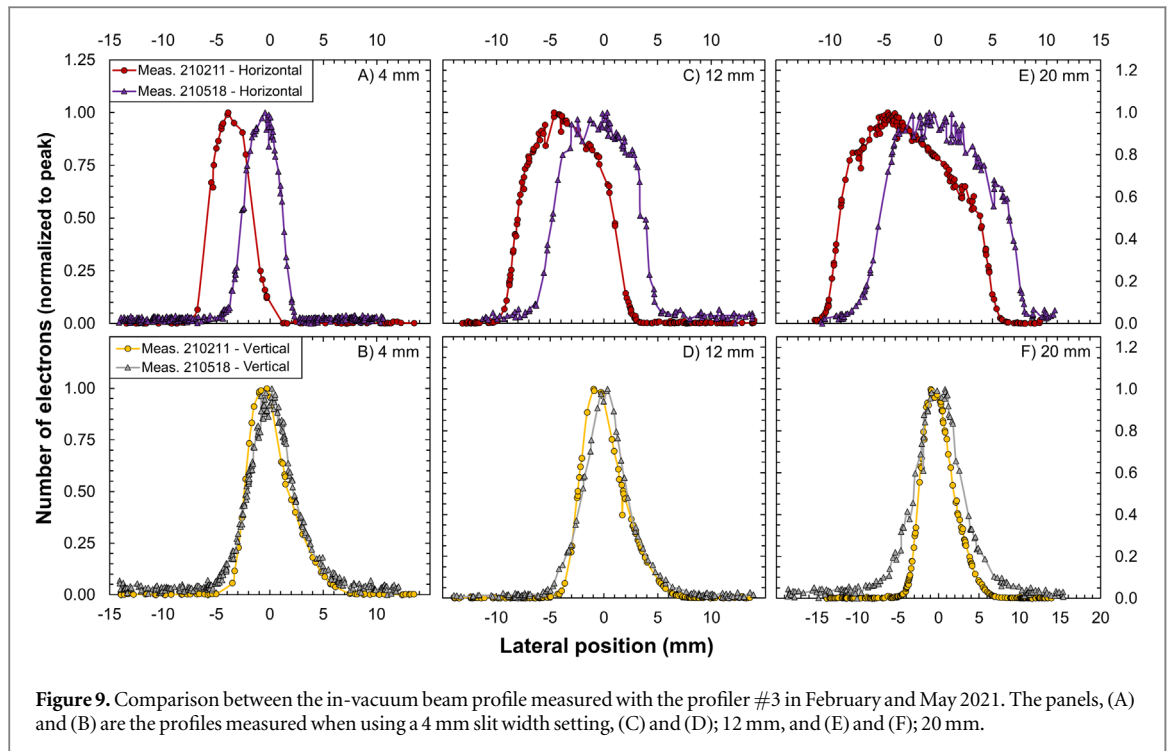 -15 -10 -5 0 5 10 -10 -5 0 5 10 -15 -10 -5 0 5 10 15
1.25
1.00
0.75
0.50
0.25
0.00
Meas. 210211 - Horizontal
Meas. 210518 - Horizontal
A) 4 mm
C) 12 mm
E) 20 mm
1.2
1.0
0.8
0.6
0.4
0.2
0.0
Number of electrons (normalized to peak)
1.00
0.75
0.50
0.25
0.00
Meas. 210211 - Vertical
Meas. 210518 - Vertical
B) 4 mm
D) 12 mm
F) 20 mm
1.2
1.0
0.8
0.6
0.4
0.2
0.0
-15 -10 -5 0 5 10 -10 -5 0 5 10 -15 -10 -5 0 5 10 15 20
Lateral position (mm)
Figure 9. Comparison between the in-vacuum beam profile measured with the profiler #3 in February and May 2021. The panels, (A)
and (B) are the profiles measured when using a 4 mm slit width setting, (C) and (D); 12 mm, and (E) and (F); 20 mm.